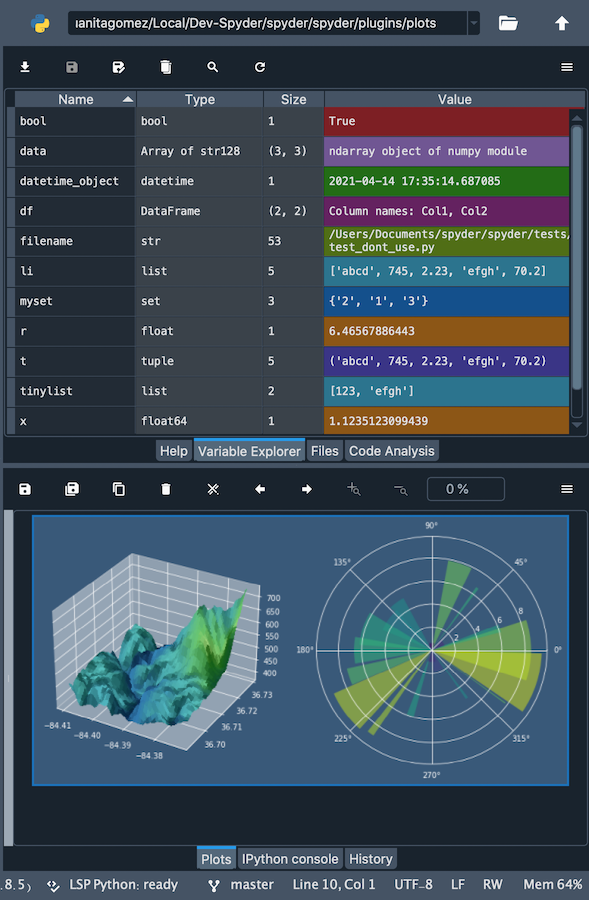 uanitagomez/Local/Dev-Spyder/spyder/spyder/plugins/plots
Name Type Size Value
bool bool 1 True
data Array of str128 (3, 3) ndarray object of numpy module
datetime_object datetime 1 2021-04-14 17:35:14.687085
df DataFrame (2, 2) Column names: Col1, Col2
filename str 53 /Users/Documents/spyder/spyder/tests/
test_dont_use.py
li list 5 ['abcd', 745, 2.23, 'efgh', 70.2]
myset set 3 {'2', '1', '3'}
r float 1 6.46567886443
t tuple 5 ('abcd', 745, 2.23, 'efgh', 70.2)
tinylist list 2 [123, 'efgh']
x float64 1 1.1235123099439
Help Variable Explorer Files Code Analysis
0 %
700
650
600
550
500
450
400
36.73
36.72
36.71
36.70
−84.41
−84.40
−84.39
−84.38
90°
135°
45°
180°
0°
2 4 6 8
225°
315°
270°
Plots IPython console History
.8.5) LSP Python: ready master Line 10, Col 1 UTF-8 LF RW Mem 64%